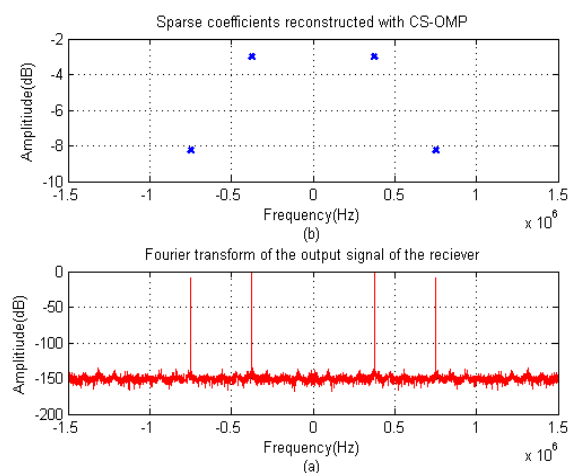 Sparse coefficients reconstructed with CS-OMP
Amplitiude(dB)
-2
-4
-6
-8
-10
-1.5 -1 -0.5 0 0.5 1 1.5
Frequency(Hz)
x 10^6
(b)
Fourier transform of the output signal of the reciever
Amplitiude(dB)
0
-50
-100
-150
-200
-1.5 -1 -0.5 0 0.5 1 1.5
Frequency(Hz)
x 10^6
(a)